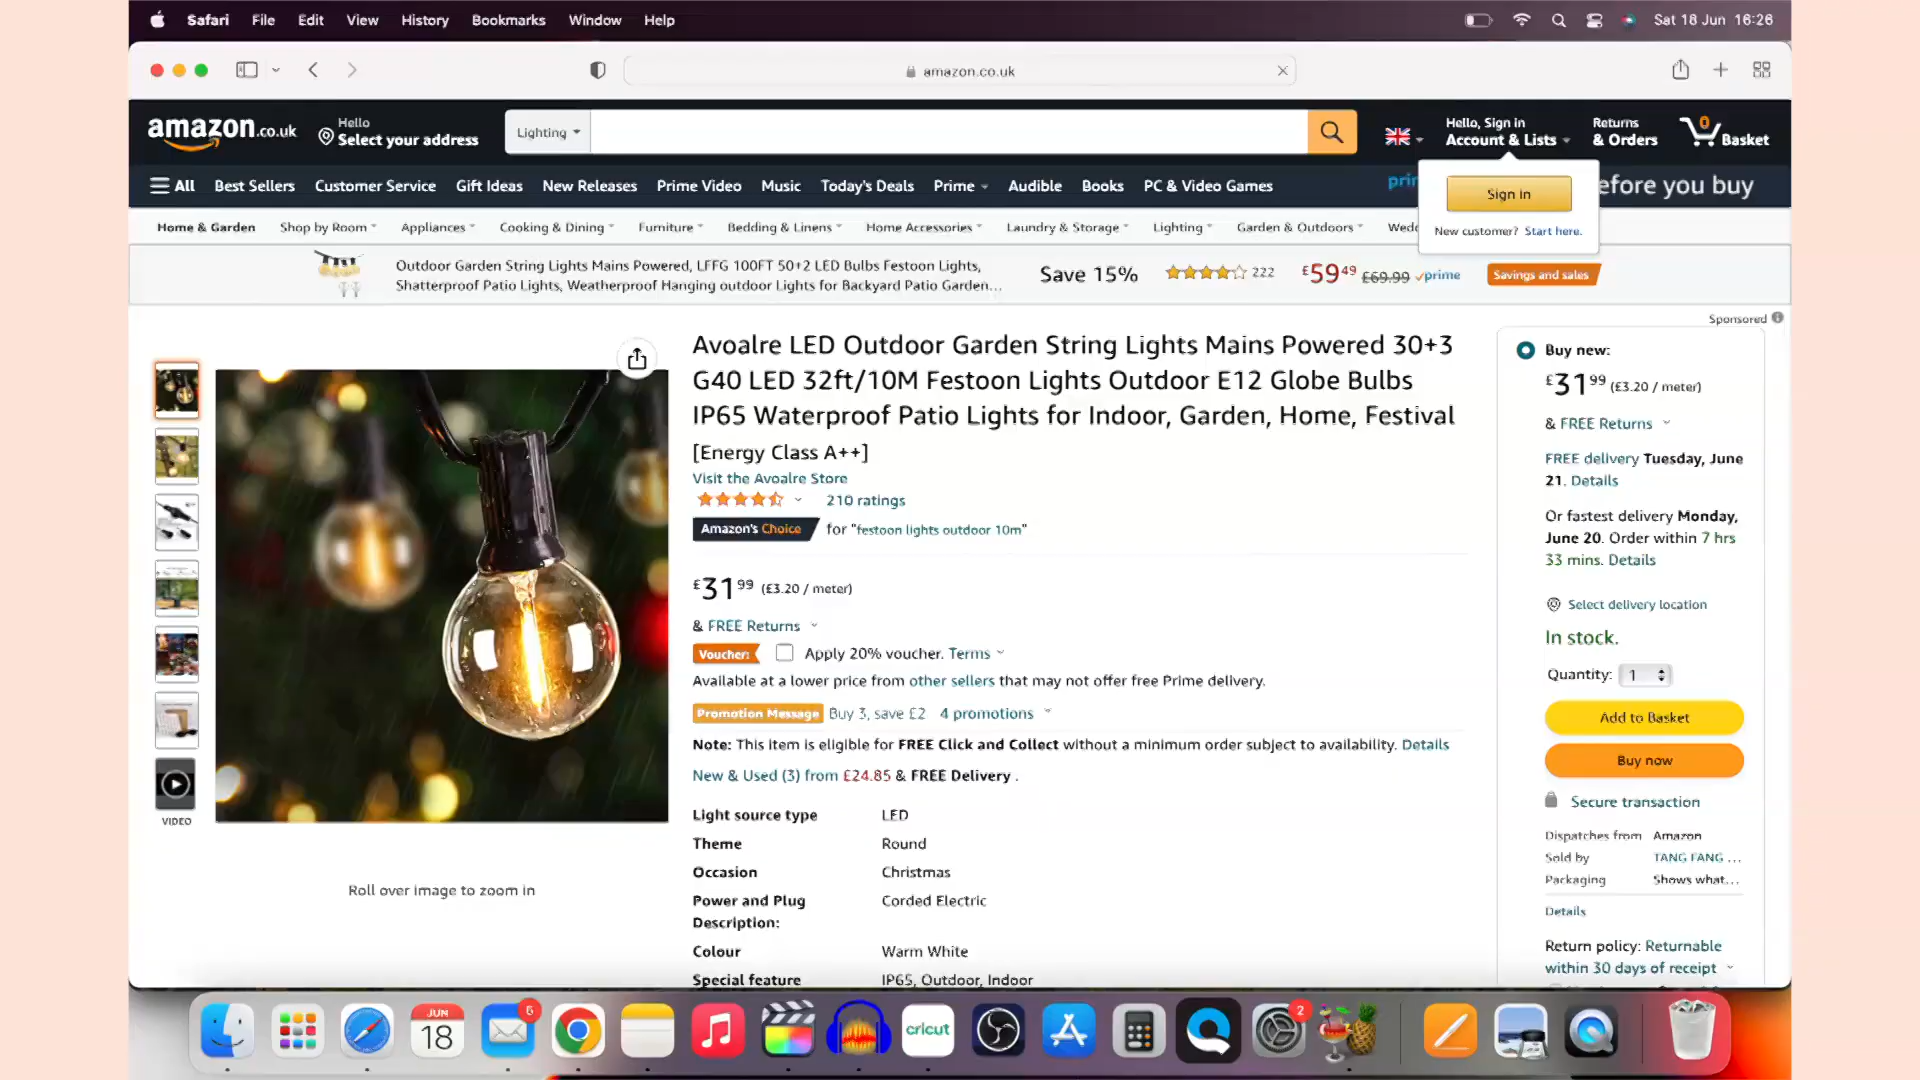 Safari File Edit View History Bookmarks Window Help
Sat 18 Jun 16:26
amazon.co.uk
amazon.co.uk
Hello
Select your address
Lighting
Hello, Sign in
Account & Lists
Returns
& Orders
0
Basket
All Best Sellers Customer Service Gift Ideas New Releases Prime Video Music Today's Deals Prime Audible Books PC & Video Games
efore you buy
Sign in
New customer? Start here.
Home & Garden Shop by Room Appliances Cooking & Dining Furniture Bedding & Linens Home Accessories Laundry & Storage Lighting Garden & Outdoors
Outdoor Garden String Lights Mains Powered, LFFG 100FT 50+2 LED Bulbs Festoon Lights,
Shatterproof Patio Lights, Weatherproof Hanging outdoor Lights for Backyard Patio Garden...
Save 15%
222
£59.49 £69.99 prime
Savings and sales
Sponsored
Avoalre LED Outdoor Garden String Lights Mains Powered 30+3
G40 LED 32ft/10M Festoon Lights Outdoor E12 Globe Bulbs
IP65 Waterproof Patio Lights for Indoor, Garden, Home, Festival
[Energy Class A++]
Visit the Avoalre Store
210 ratings
Amazon's Choice for "festoon lights outdoor 10m"
£31 99 (£3.20 / meter)
& FREE Returns
Voucher: Apply 20% voucher. Terms
Available at a lower price from other sellers that may not offer free Prime delivery.
Promotion Message Buy 3, save £2 4 promotions
Note: This item is eligible for FREE Click and Collect without a minimum order subject to availability. Details
New & Used (3) from £24.85 & FREE Delivery .
Light source type LED
Theme Round
Occasion Christmas
Power and Plug Description: Corded Electric
Colour Warm White
Special feature IP65, Outdoor, Indoor
VIDEO
Roll over image to zoom in
Buy new:
£31 99 (£3.20 / meter)
& FREE Returns
FREE delivery Tuesday, June
21. Details
Or fastest delivery Monday,
June 20. Order within 7 hrs
33 mins. Details
Select delivery location
In stock.
Quantity: 1
Add to Basket
Buy now
Secure transaction
Dispatches from Amazon
Sold by TANG FANG ...
Packaging Shows what...
Details
Return policy: Returnable
within 30 days of receipt
JUN
18
cricut
2